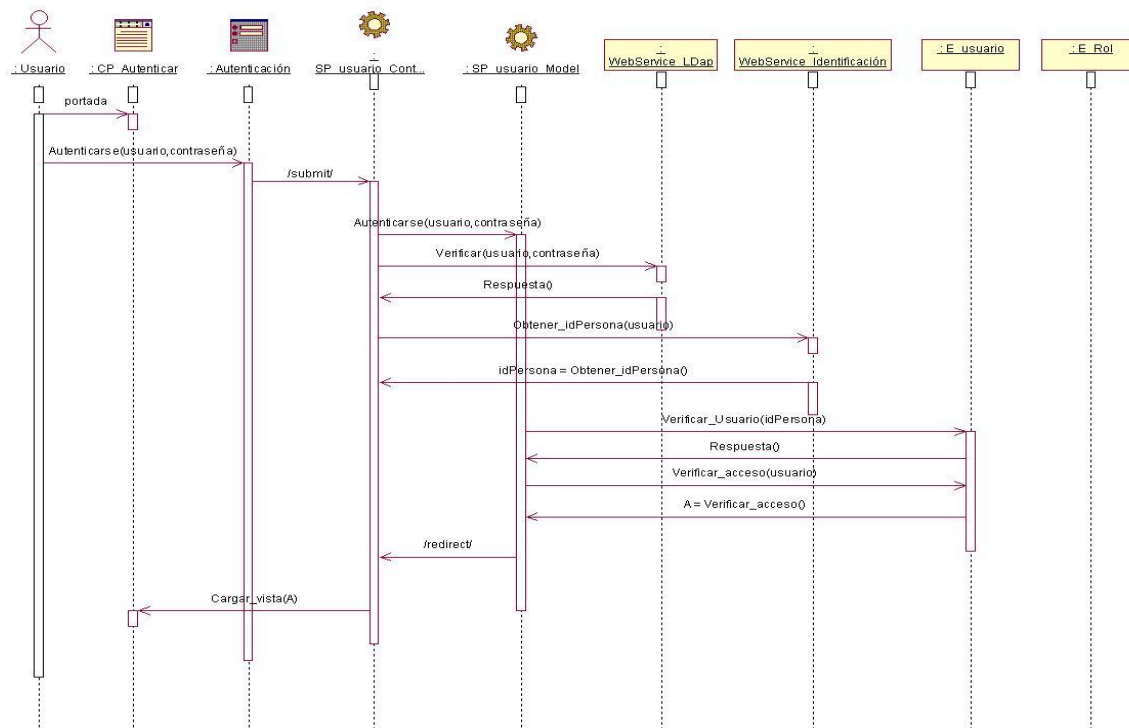 : Usuario
: CP_Autenticar
: Autenticación
:
SP_usuario_Cont...
: SP_usuario_Model
:
WebService_LDap
:
WebService_Identificación
: E_usuario
: E_Rol
portada
Autenticarse(usuario,contraseña)
/submit/
Autenticarse(usuario,contraseña)
Verificar(usuario,contraseña)
Respuesta()
Obtener_idPersona(usuario)
idPersona = Obtener_idPersona()
Verificar_Usuario(idPersona)
Respuesta()
Verificar_acceso(usuario)
A = Verificar_acceso()
/redirect/
Cargar_vista(A)